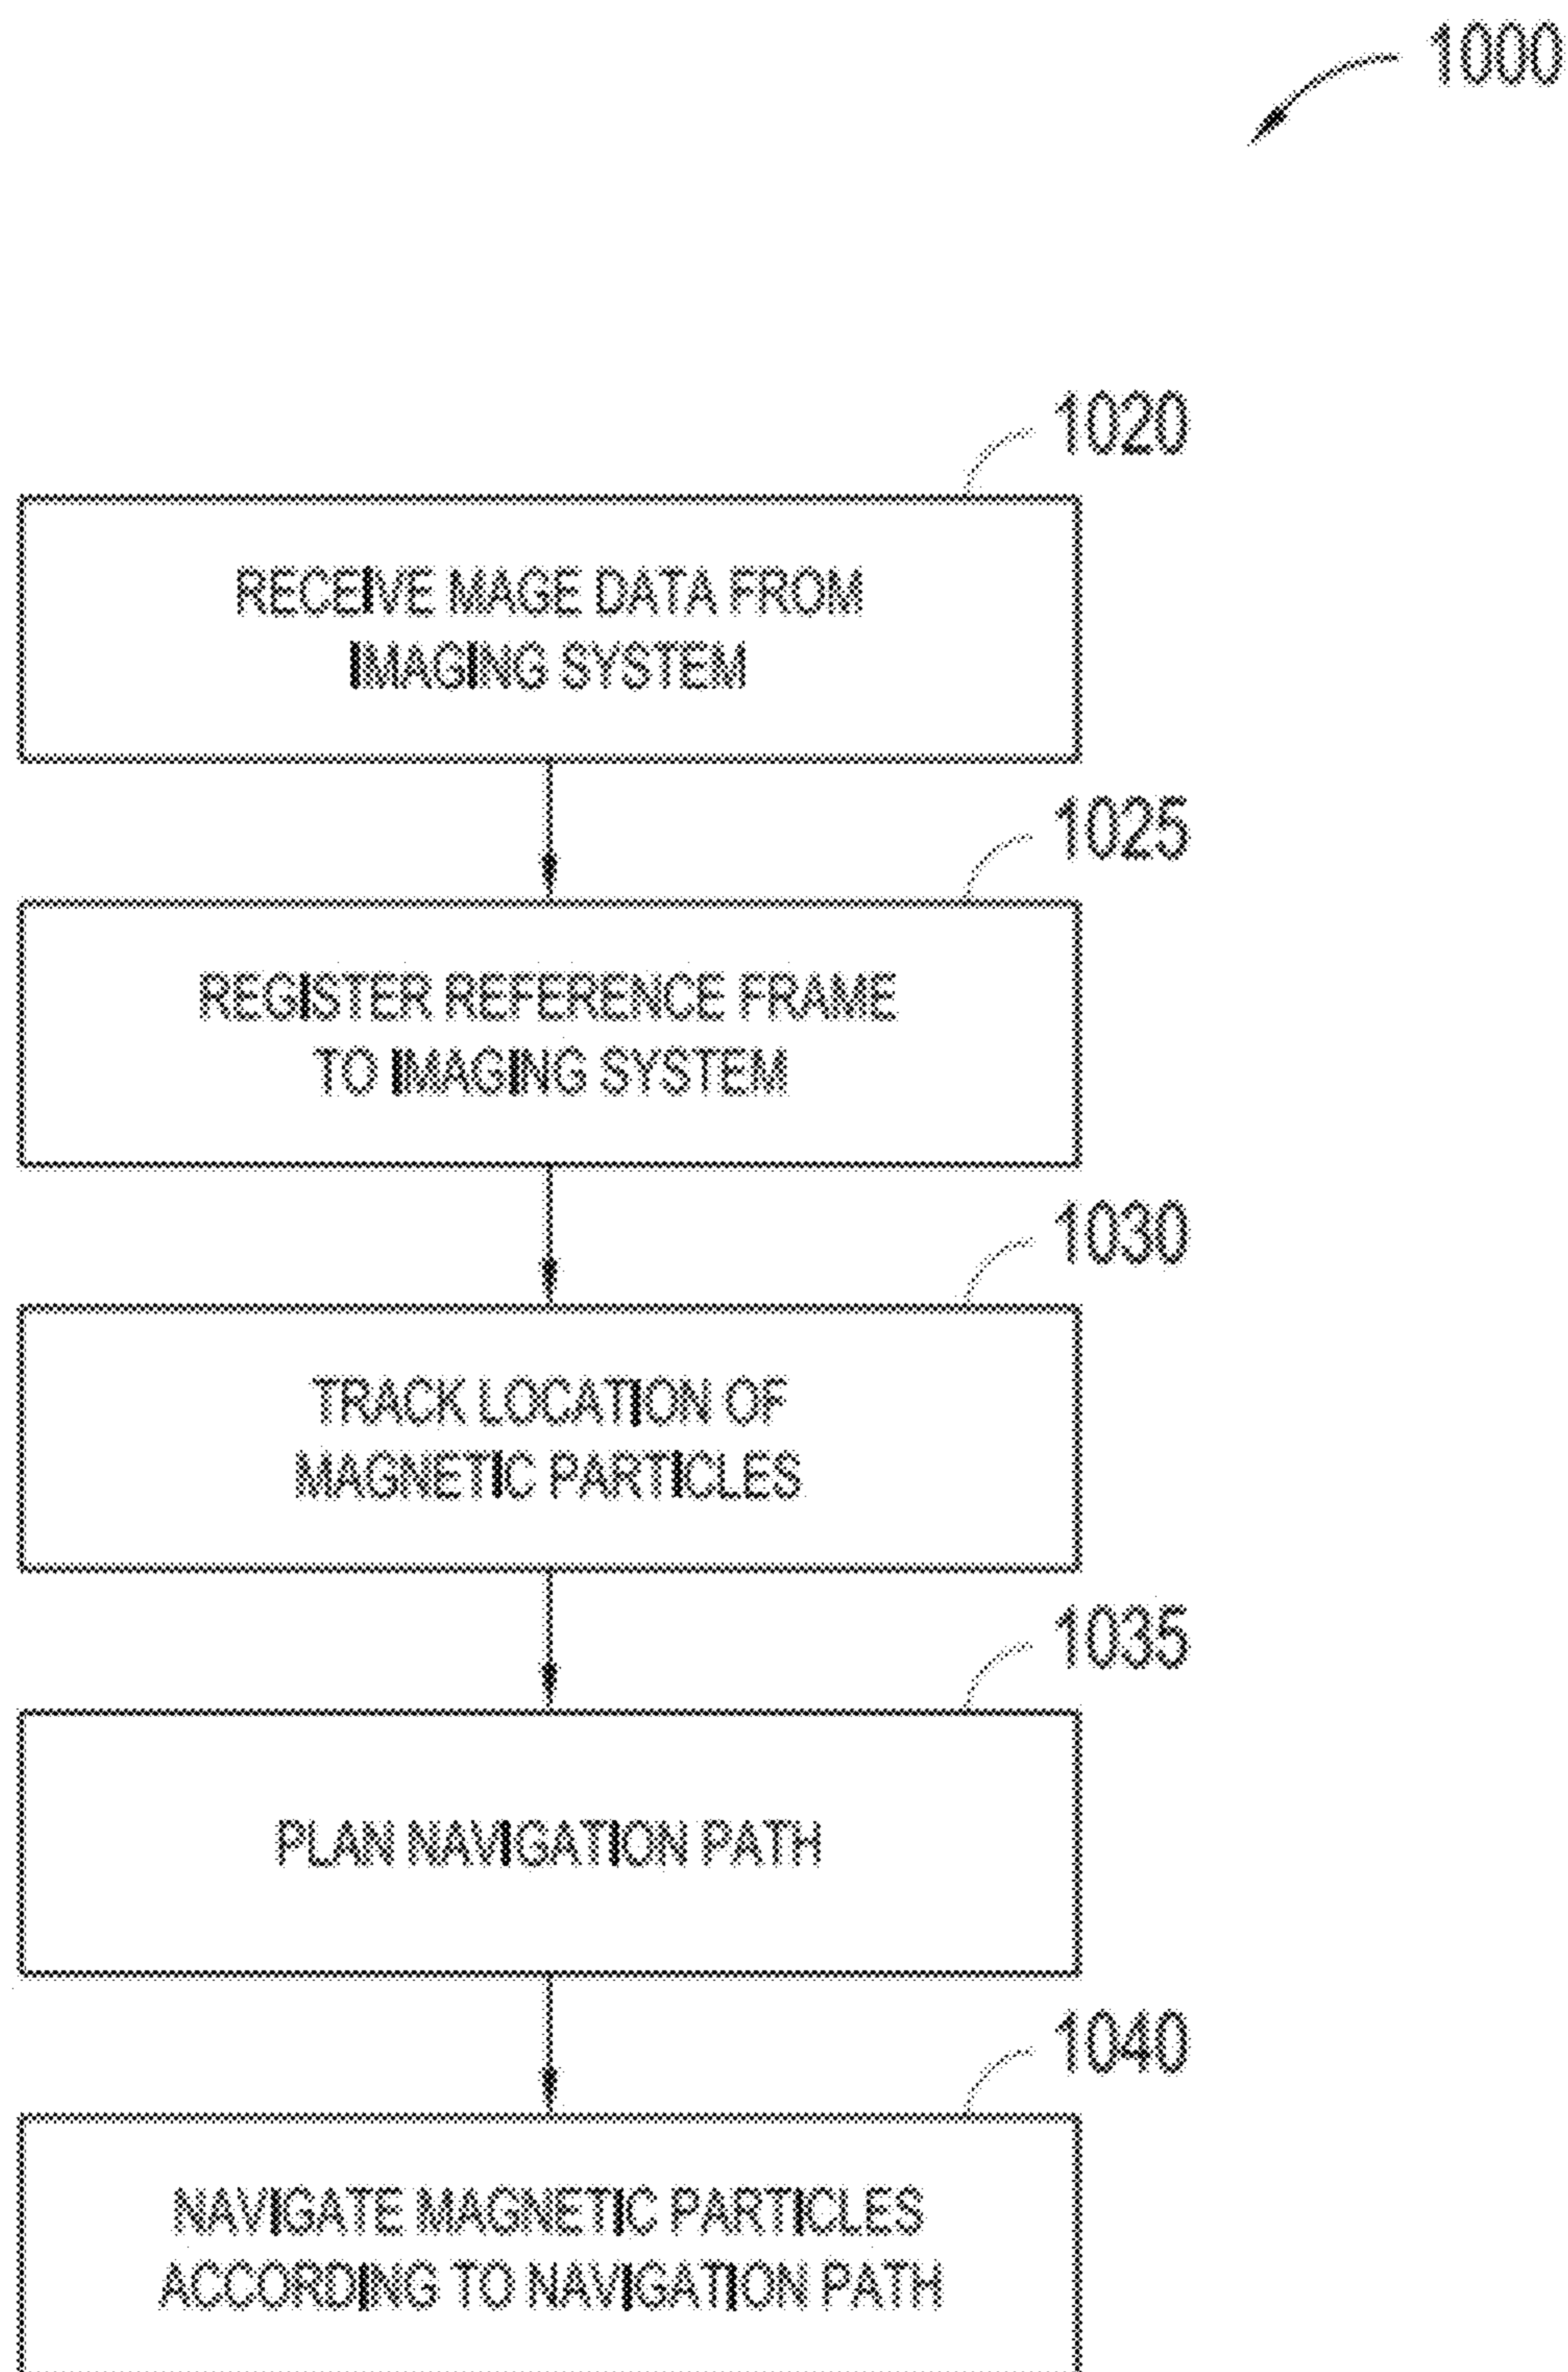 1000
1020
RECEIVE MAGE DATA FROM
IMAGING SYSTEM
1025
REGISTER REFERENCE FRAME
TO IMAGING SYSTEM
1030
TRACK LOCATION OF
MAGNETIC PARTICLES
1035
PLAN NAVIGATION PATH
1040
NAVIGATE MAGNETIC PARTICLES
ACCORDING TO NAVIGATION PATH